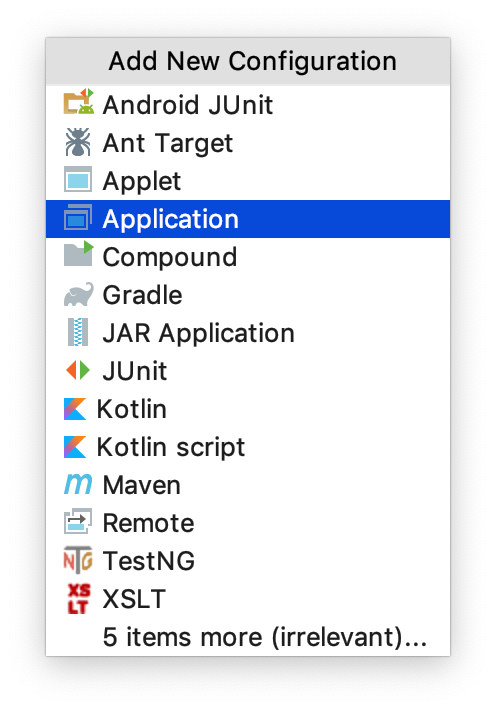 Add New Configuration
Android JUnit
Ant Target
Applet
Application
Compound
Gradle
JAR Application
JUnit
Kotlin
Kotlin script
m Maven
Remote
NTG TestNG
XS
LT XSLT
5 items more (irrelevant)...